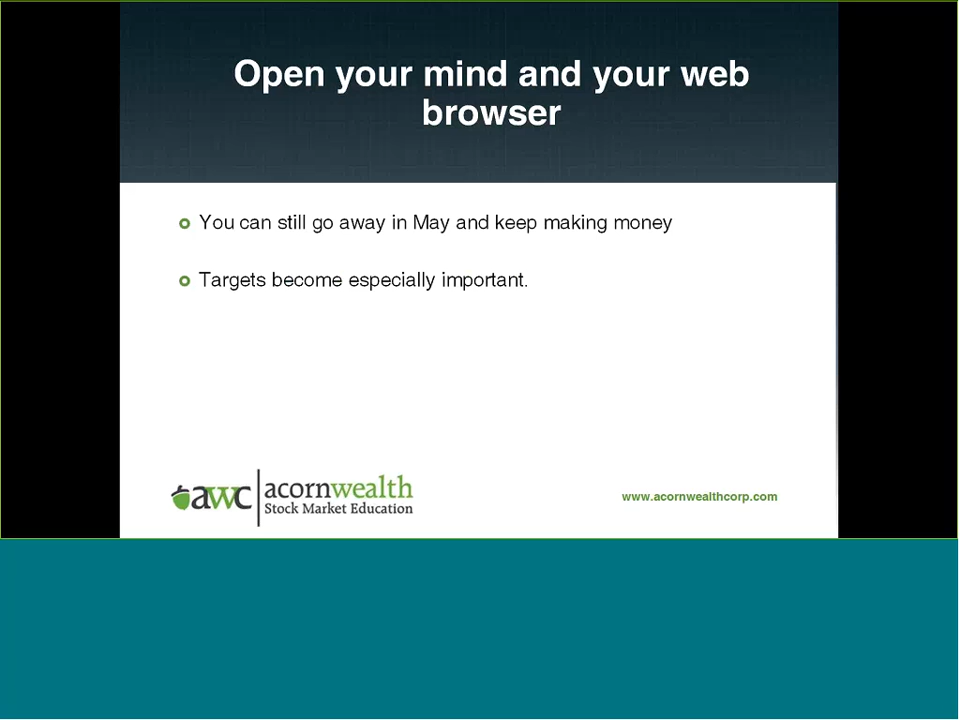 Open your mind and your web
browser
You can still go away in May and keep making money
Targets become especially important.
awc acornwealth
Stock Market Education
www.acornwealthcorp.com